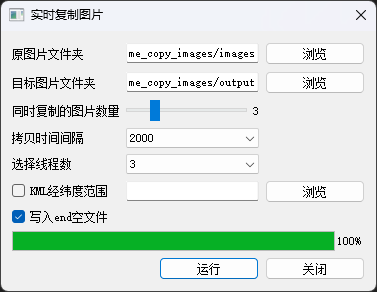 实时复制图片
原图片文件夹 me_copy_images/images 浏览
目标图片文件夹 me_copy_images/output 浏览
同时复制的图片数量 3
拷贝时间间隔 2000
选择线程数 3
KML经纬度范围 浏览
写入end空文件
100%
运行 关闭